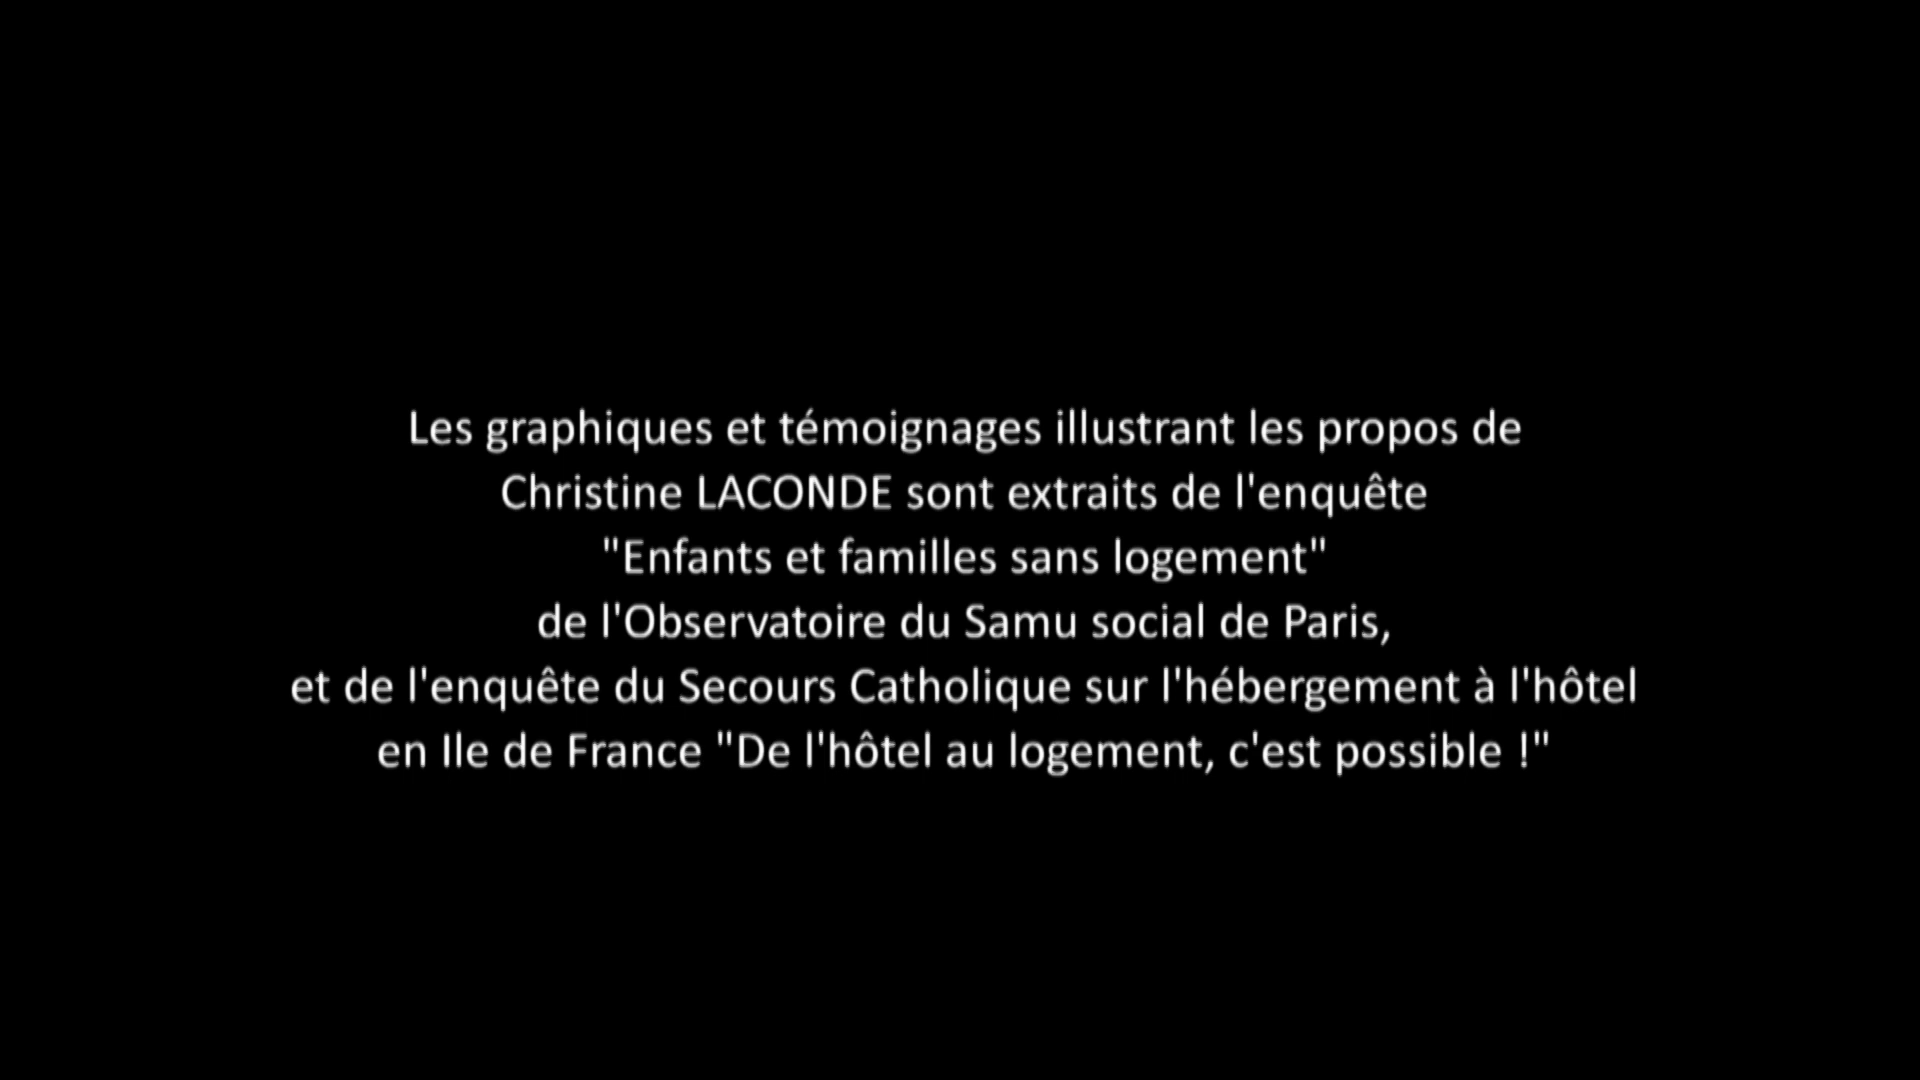 Les graphiques et témoignages illustrant les propos de
Christine LACONDE sont extraits de l'enquête
"Enfants et familles sans logement"
de l'Observatoire du Samu social de Paris,
et de l'enquête du Secours Catholique sur l'hébergement à l'hôtel
en Ile de France "De l'hôtel au logement, c'est possible !"